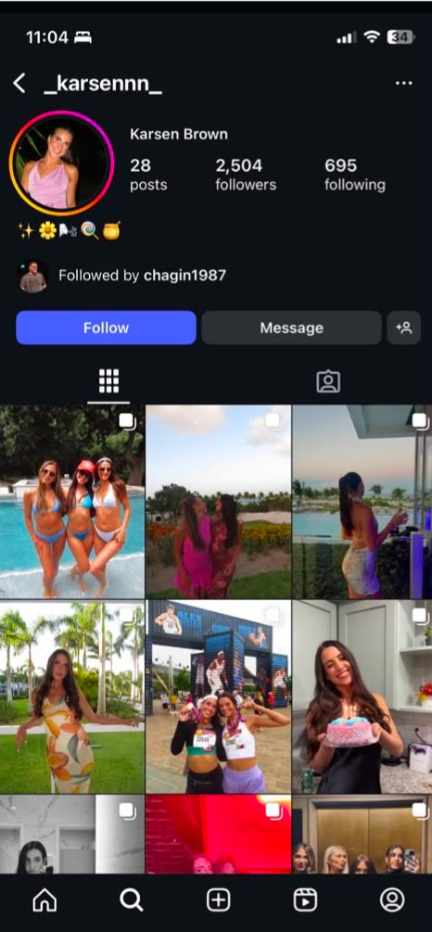 11:04
34
_karsennn_
Karsen Brown
28 2,504 695
posts followers following
Followed by chagin1987
Follow Message